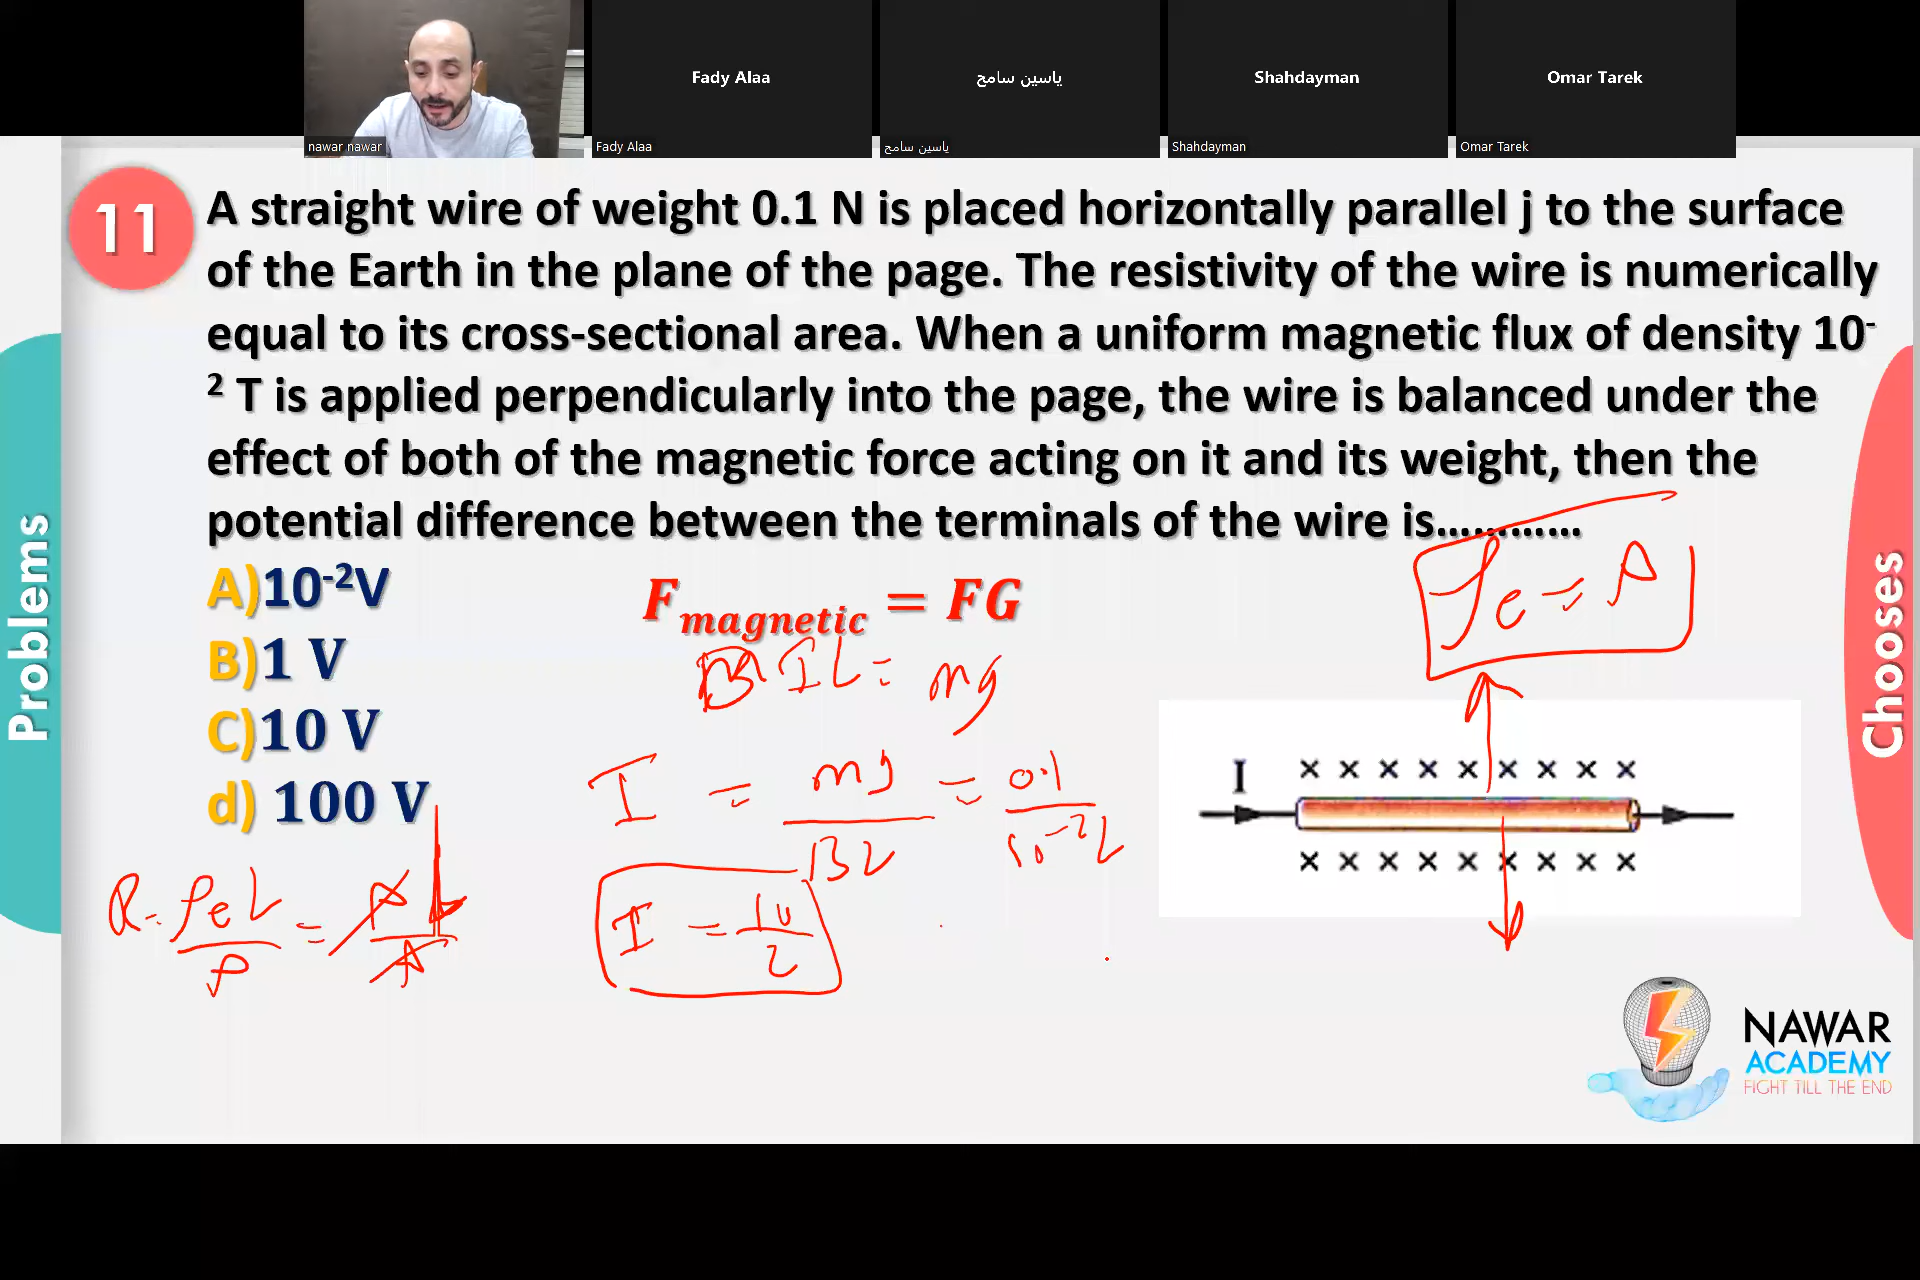 Fady Alaa
ياسين سامح
Shahdayman
Omar Tarek
nawar nawar
Fady Alaa
ياسين سامح
Shahdayman
Omar Tarek
11
A straight wire of weight 0.1 N is placed horizontally parallel j to the surface
of the Earth in the plane of the page. The resistivity of the wire is numerically
equal to its cross-sectional area. When a uniform magnetic flux of density 10-
2 T is applied perpendicularly into the page, the wire is balanced under the
effect of both of the magnetic force acting on it and its weight, then the
potential difference between the terminals of the wire is............
A)10-2V
B)1 V
C)10 V
d) 100 V
Fmagnetic = FG
BIL = mg
I = mg/BL = 0.1/10-2 L
I = 10/L
R = ρe L/A = A L/A
ρe = A
I
× × × × × × × × ×
× × × × × × × × ×
Problems
Chooses
NAWAR
ACADEMY
FIGHT TILL THE END